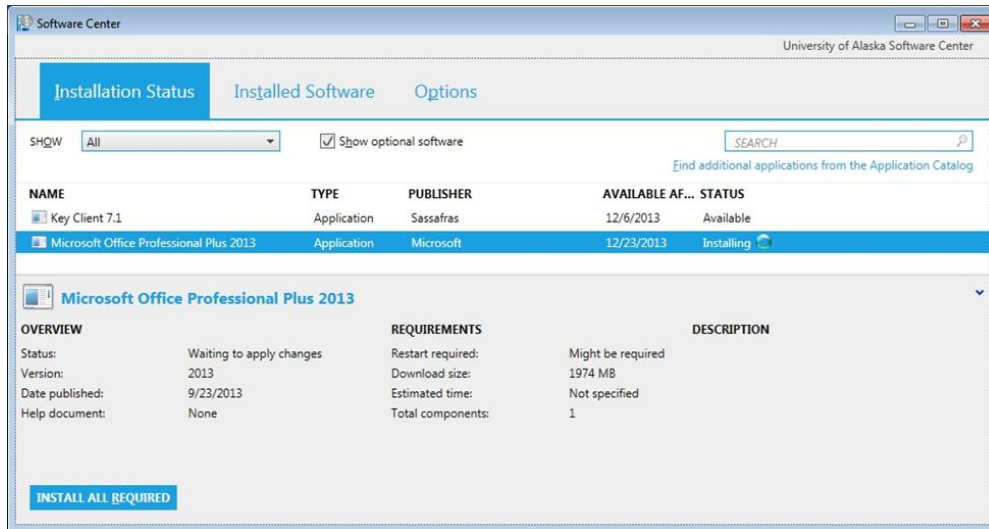 Software Center
University of Alaska Software Center
Installation Status Installed Software Options
SHOW All Show optional software SEARCH
Find additional applications from the Application Catalog
NAME TYPE PUBLISHER AVAILABLE AF... STATUS
Key Client 7.1 Application Sassafras 12/6/2013 Available
Microsoft Office Professional Plus 2013 Application Microsoft 12/23/2013 Installing
Microsoft Office Professional Plus 2013
OVERVIEW REQUIREMENTS DESCRIPTION
Status: Waiting to apply changes Restart required: Might be required
Version: 2013 Download size: 1974 MB
Date published: 9/23/2013 Estimated time: Not specified
Help document: None Total components: 1
INSTALL ALL REQUIRED